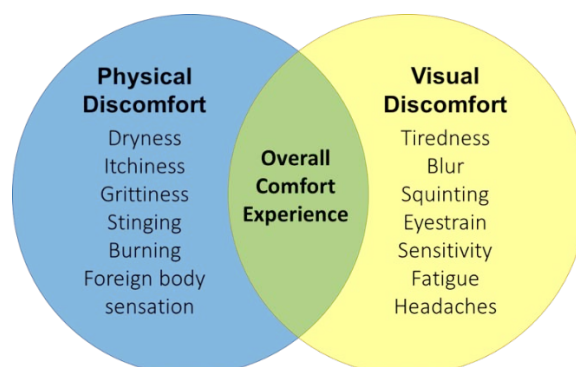 Physical
Discomfort
Dryness
Itchiness
Grittiness
Stinging
Burning
Foreign body
sensation
Overall
Comfort
Experience
Visual
Discomfort
Tiredness
Blur
Squinting
Eyestrain
Sensitivity
Fatigue
Headaches